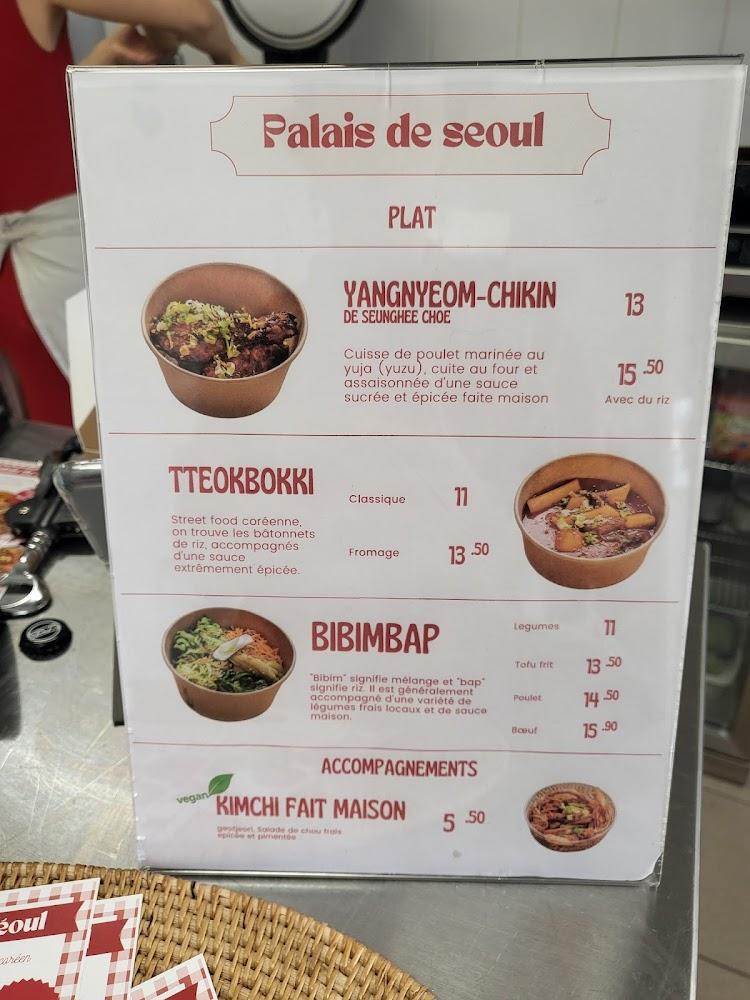 Palais de seoul
PLAT
YANGNYEOM-CHIKIN
DE SEUNGHEE CHOE
13
Cuisse de poulet marinée au
yuja (yuzu), cuite au four et
assaisonnée d'une sauce
sucrée et épicée faite maison
15 .50
Avec du riz
TTEOKBOKKI
Street food coréenne,
on trouve les bâtonnets
de riz, accompagnés
d'une sauce
extrêmement épicée.
Classique 11
Fromage 13 .50
BIBIMBAP
"Bibim" signifie mélange et "bap"
signifie riz. Il est généralement
accompagné d'une variété de
légumes frais locaux et de sauce
maison.
Legumes 11
Tofu frit 13 .50
Poulet 14 .50
Bœuf 15 .90
ACCOMPAGNEMENTS
vegan
KIMCHI FAIT MAISON
5 .50
geotjeori, Salade de chou frais
épicée et pimentée
éoul